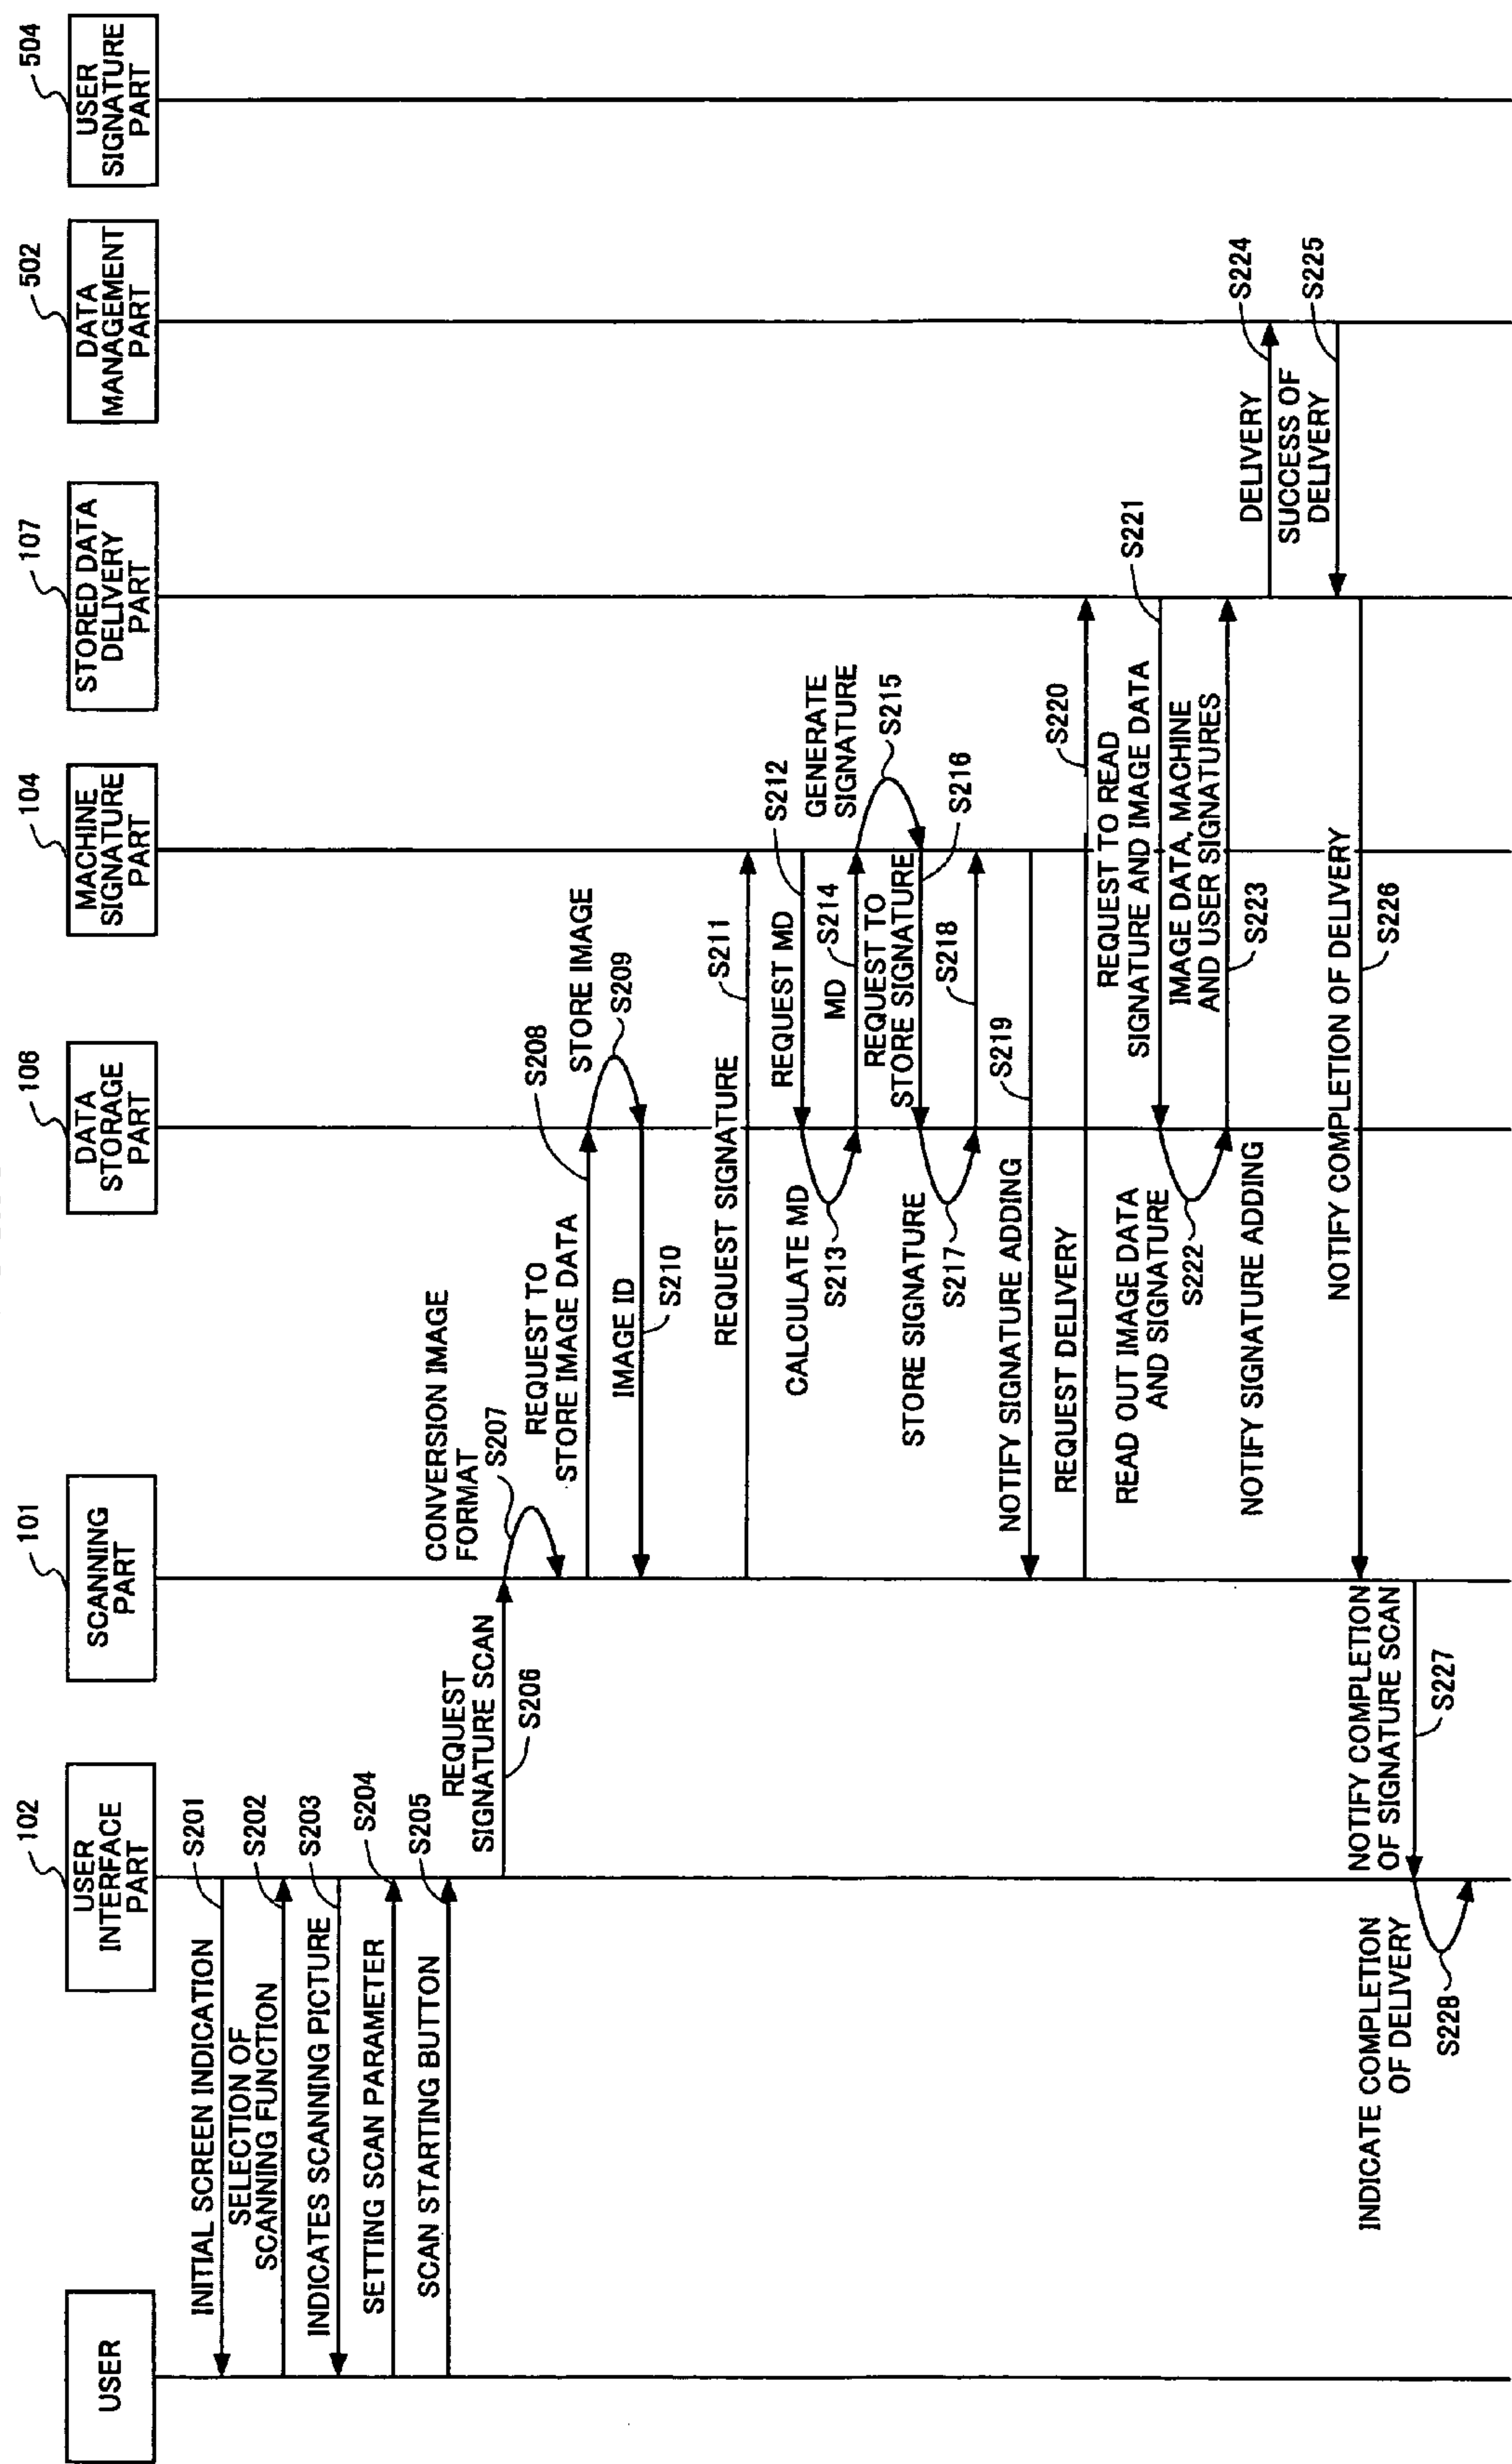 USER
102
USER
INTERFACE
PART
101
SCANNING
PART
106
DATA
STORAGE
PART
104
MACHINE
SIGNATURE
PART
107
STORED DATA
DELIVERY
PART
502
DATA
MANAGEMENT
PART
504
USER
SIGNATURE
PART
INITIAL SCREEN INDICATION
S201
SELECTION OF
SCANNING FUNCTION
S202
INDICATES SCANNING PICTURE
S203
SETTING SCAN PARAMETER
S204
SCAN STARTING BUTTON
S205
REQUEST
SIGNATURE SCAN
S206
CONVERSION IMAGE
FORMAT
S207
REQUEST TO
STORE IMAGE DATA
S208
STORE IMAGE
S209
IMAGE ID
S210
REQUEST SIGNATURE
S211
REQUEST MD
S212
CALCULATE MD
S213
MD
S214
GENERATE
SIGNATURE
S215
REQUEST TO
STORE SIGNATURE
S216
STORE SIGNATURE
S217
S218
NOTIFY SIGNATURE ADDING
S219
REQUEST DELIVERY
S220
REQUEST TO READ
SIGNATURE AND IMAGE DATA
S221
READ OUT IMAGE DATA
AND SIGNATURE
S222
IMAGE DATA, MACHINE
AND USER SIGNATURES
S223
NOTIFY SIGNATURE ADDING
DELIVERY
S224
SUCCESS OF
DELIVERY
S225
NOTIFY COMPLETION OF DELIVERY
S226
NOTIFY COMPLETION
OF SIGNATURE SCAN
S227
INDICATE COMPLETION
OF DELIVERY
S228